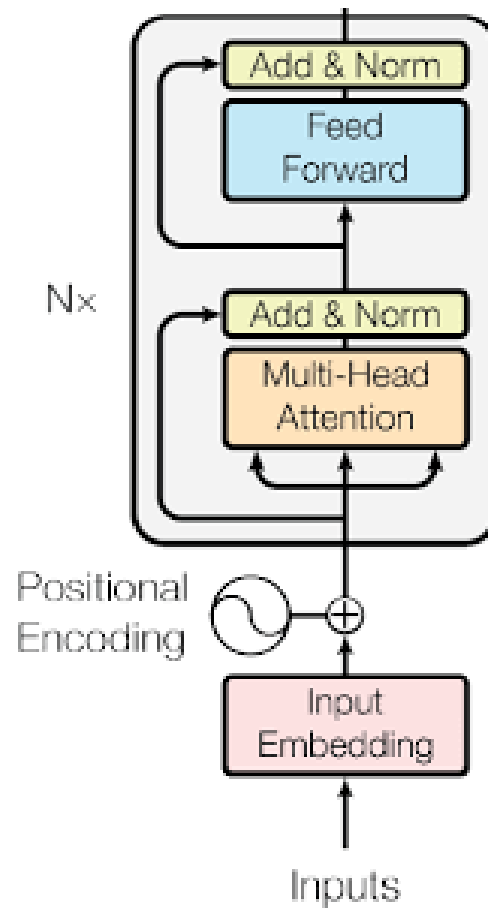 Add & Norm
Feed
Forward
Nx
Add & Norm
Multi-Head
Attention
Positional
Encoding
Input
Embedding
Inputs